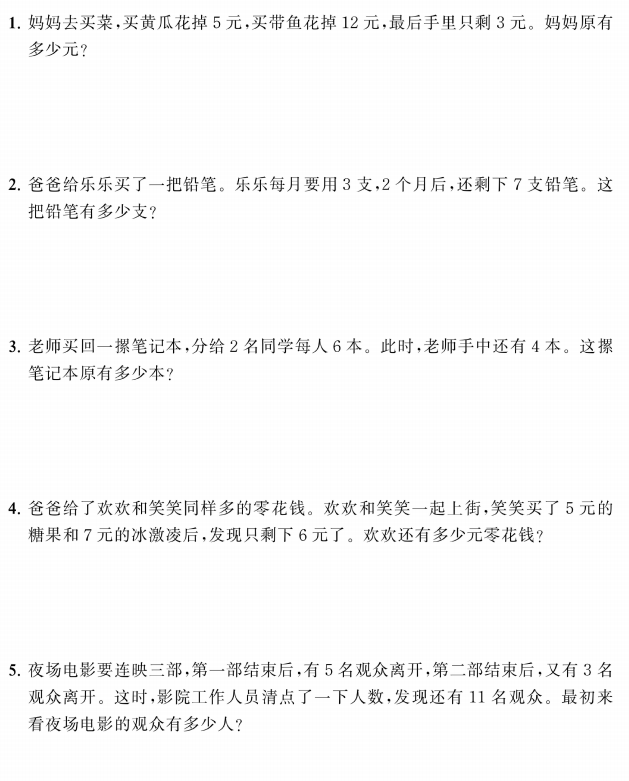 1. 妈妈去买菜,买黄瓜花掉 5 元,买带鱼花掉 12 元,最后手里只剩 3 元。妈妈原有
多少元?
2. 爸爸给乐乐买了一把铅笔。乐乐每月要用 3 支,2 个月后,还剩下 7 支铅笔。这
把铅笔有多少支?
3. 老师买回一摞笔记本,分给 2 名同学每人 6 本。此时,老师手中还有 4 本。这摞
笔记本原有多少本?
4. 爸爸给了欢欢和笑笑同样多的零花钱。欢欢和笑笑一起上街,笑笑买了 5 元的
糖果和 7 元的冰激凌后,发现只剩下 6 元了。欢欢还有多少元零花钱?
5. 夜场电影要连映三部,第一部结束后,有 5 名观众离开,第二部结束后,又有 3 名
观众离开。这时,影院工作人员清点了一下人数,发现还有 11 名观众。最初来
看夜场电影的观众有多少人?